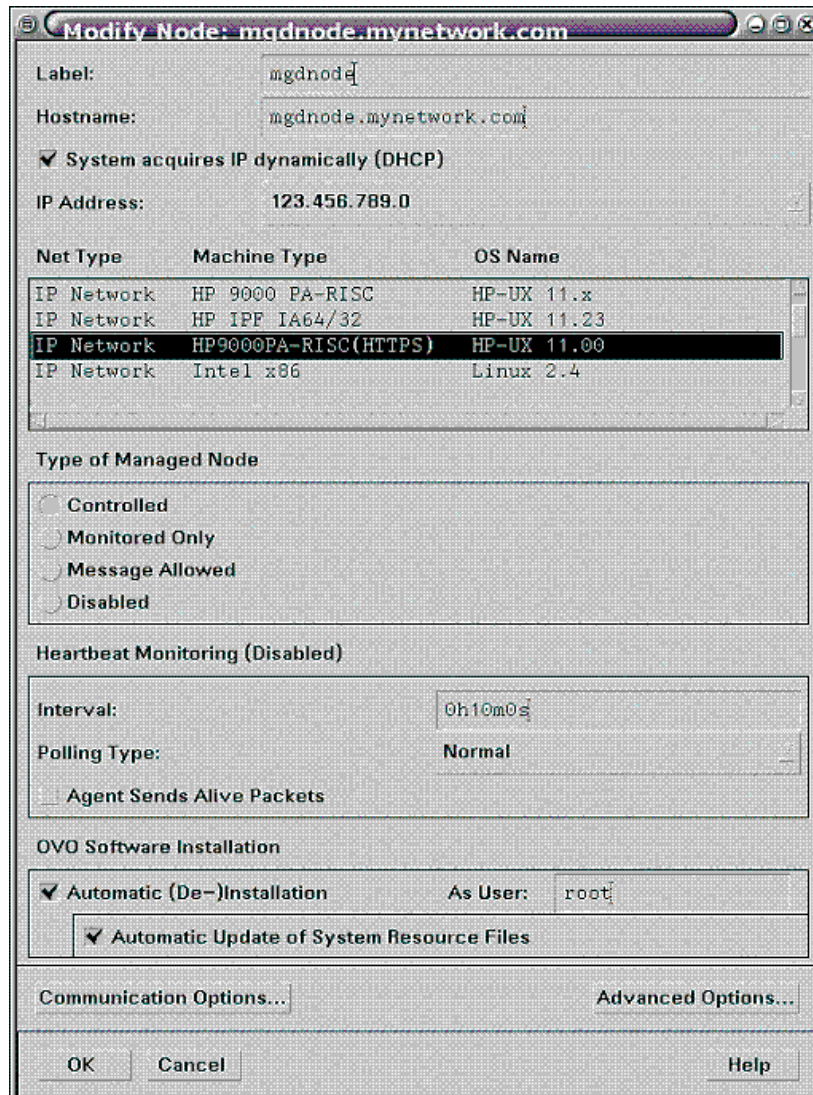 Modify Node: mgdnode.mynetwork.com
Label: mgdnode
Hostname: mgdnode.mynetwork.com
System acquires IP dynamically (DHCP)
IP Address: 123.456.789.0
Net Type Machine Type OS Name
IP Network HP 9000 PA-RISC HP-UX 11.x
IP Network HP IPF IA64/32 HP-UX 11.23
IP Network HP9000PA-RISC(HTTPS) HP-UX 11.00
IP Network Intel x86 Linux 2.4
Type of Managed Node
Controlled
Monitored Only
Message Allowed
Disabled
Heartbeat Monitoring (Disabled)
Interval: 0h10m0s
Polling Type: Normal
Agent Sends Alive Packets
OVO Software Installation
Automatic (De-)Installation As User: root
Automatic Update of System Resource Files
Communication Options... Advanced Options...
OK Cancel Help